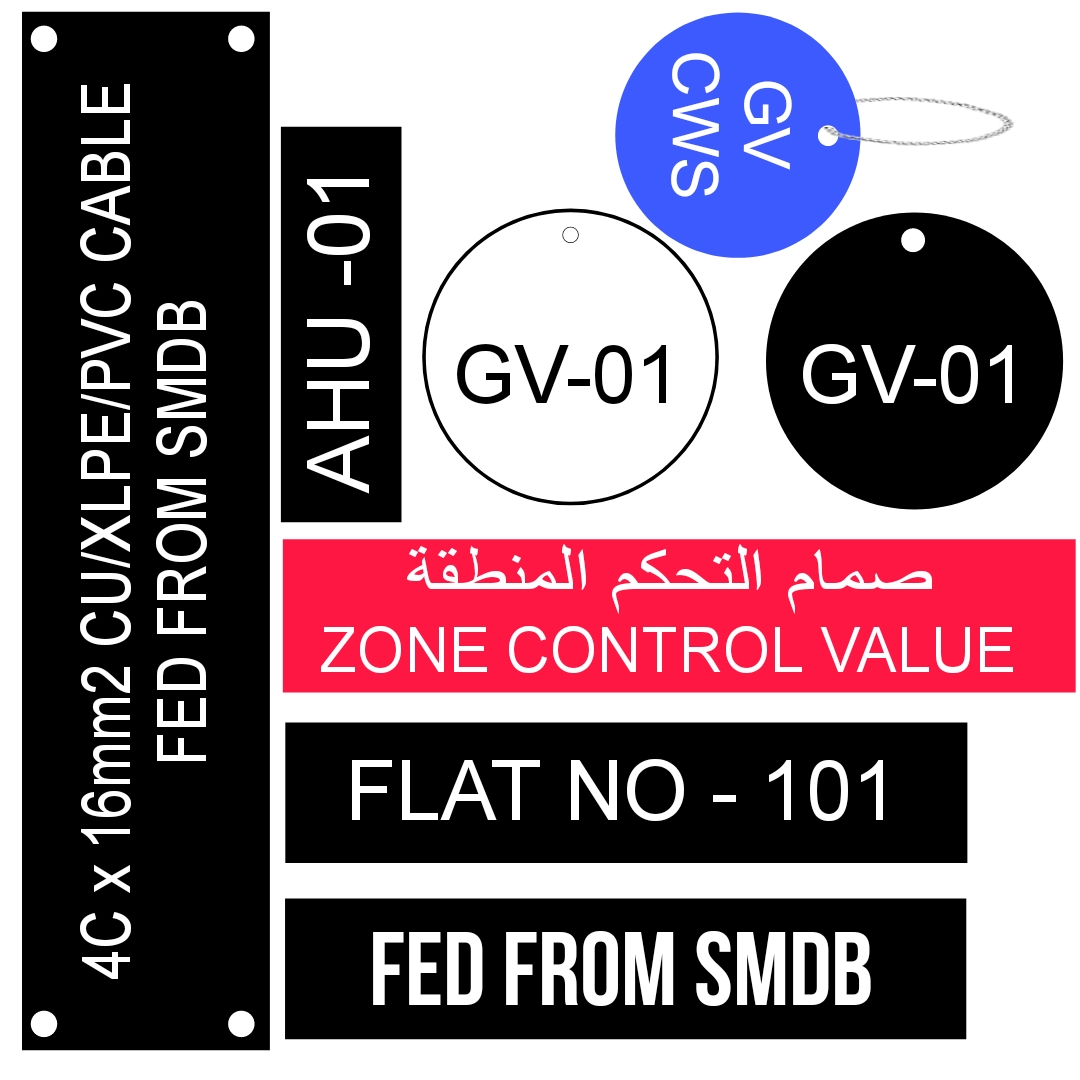 4C x 16mm2 CU/XLPE/PVC CABLE
FED FROM SMDB
AHU -01
GV
CWS
GV-01
GV-01
صمام التحكم المنطقة
ZONE CONTROL VALUE
FLAT NO - 101
FED FROM SMDB